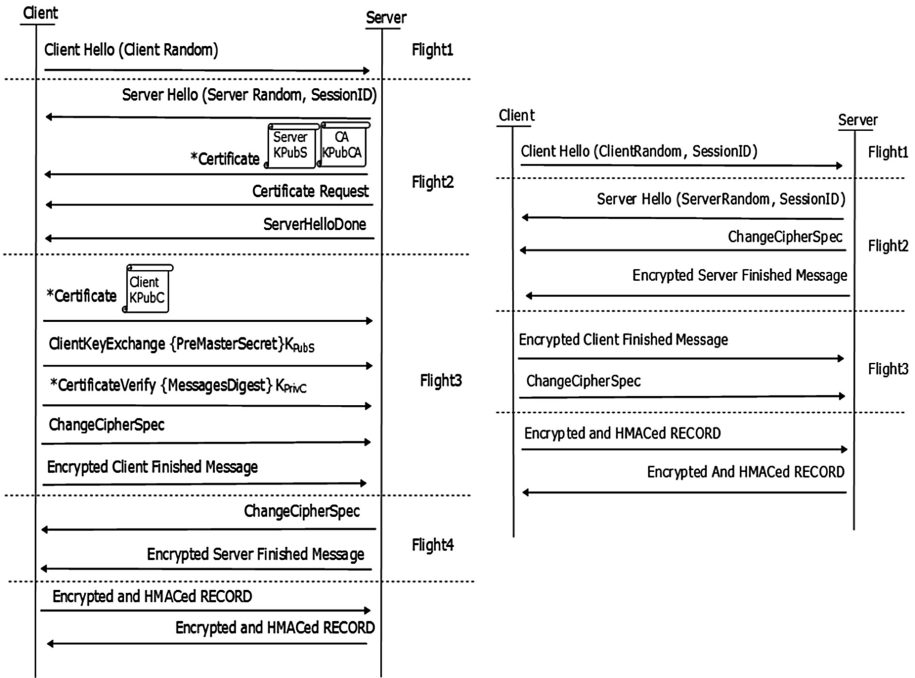 Client
Server
Client Hello (Client Random)
Flight1
Server Hello (Server Random, SessionID)
*Certificate
Server
KPubS
CA
KPubCA
Flight2
Certificate Request
ServerHelloDone
*Certificate
Client
KPubC
ClientKeyExchange {PreMasterSecret}KPubS
Flight3
*CertificateVerify {MessagesDigest} KPrivC
ChangeCipherSpec
Encrypted Client Finished Message
ChangeCipherSpec
Flight4
Encrypted Server Finished Message
Encrypted and HMACed RECORD
Encrypted and HMACed RECORD
Client
Server
Client Hello (ClientRandom, SessionID)
Flight1
Server Hello (ServerRandom, SessionID)
ChangeCipherSpec
Flight2
Encrypted Server Finished Message
Encrypted Client Finished Message
Flight3
ChangeCipherSpec
Encrypted and HMACed RECORD
Encrypted And HMACed RECORD